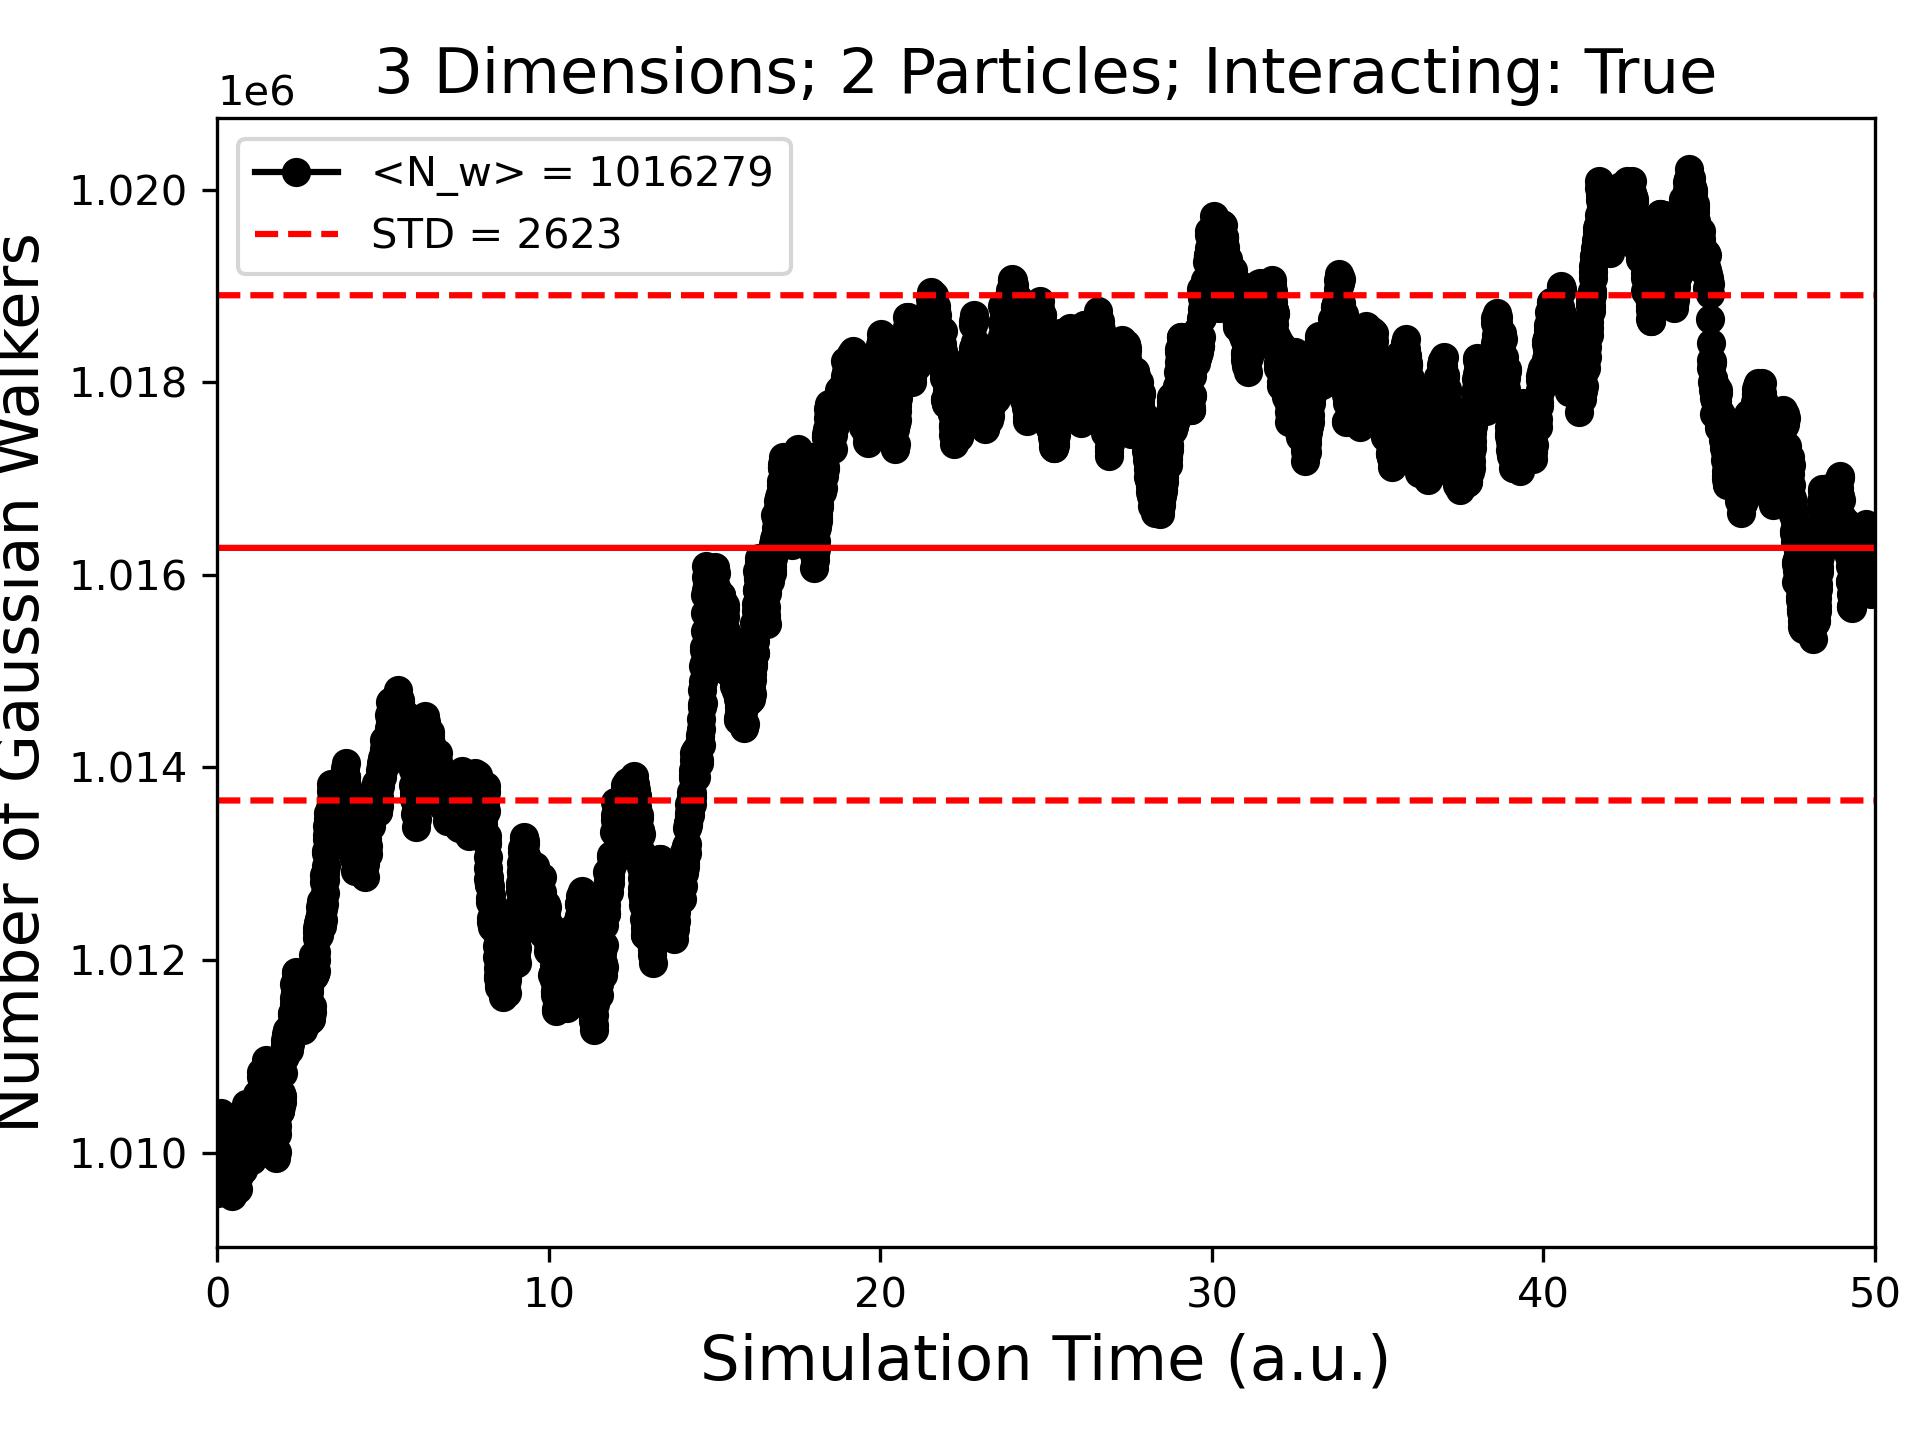 3 Dimensions; 2 Particles; Interacting: True
1e6
<N_w> = 1016279
STD = 2623
1.020
1.018
1.016
1.014
1.012
1.010
Number of Gaussian Walkers
0 10 20 30 40 50
Simulation Time (a.u.)